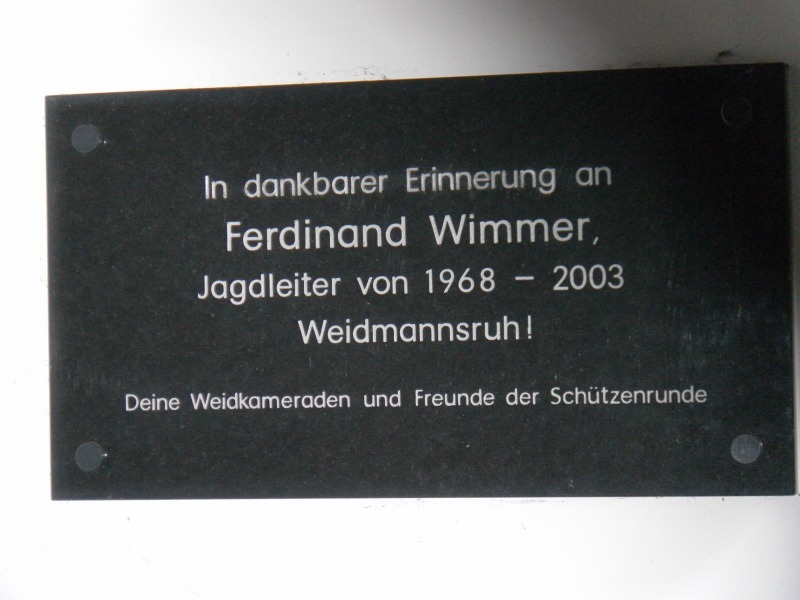 In dankbarer Erinnerung an
Ferdinand Wimmer,
Jagdleiter von 1968 – 2003
Weidmannsruh!
Deine Weidkameraden und Freunde der Schützenrunde